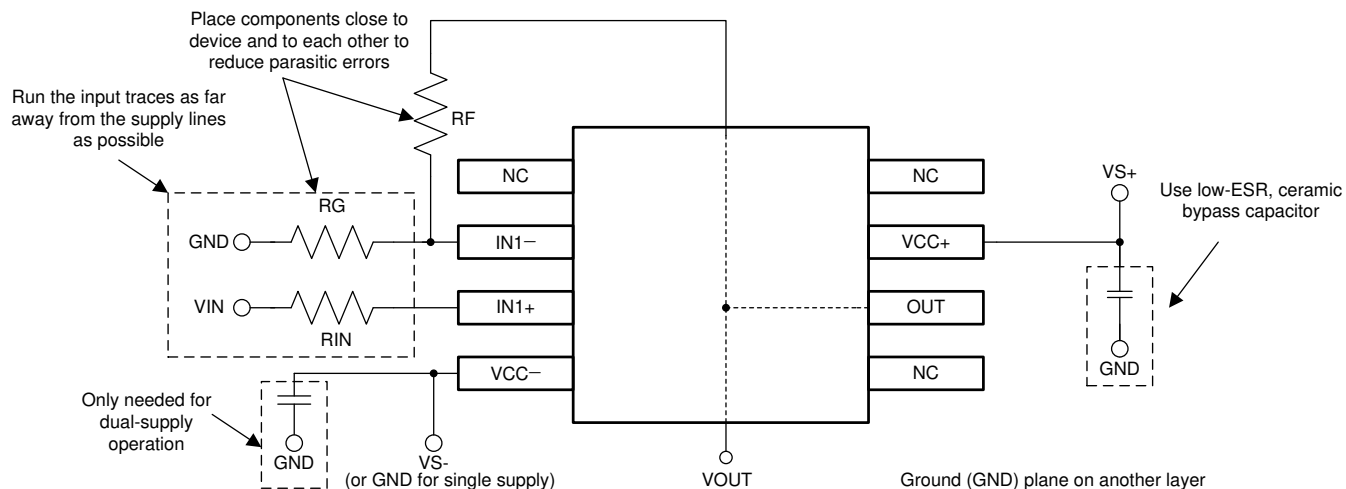 Place components close to
device and to each other to
reduce parasitic errors
Run the input traces as far
away from the supply lines
as possible
RF
NC
NC
VS+
Use low-ESR, ceramic
bypass capacitor
RG
GND
IN1−
VCC+
VIN
IN1+
OUT
RIN
VCC−
NC
GND
Only needed for
dual-supply
operation
GND
VS-
(or GND for single supply)
VOUT
Ground (GND) plane on another layer